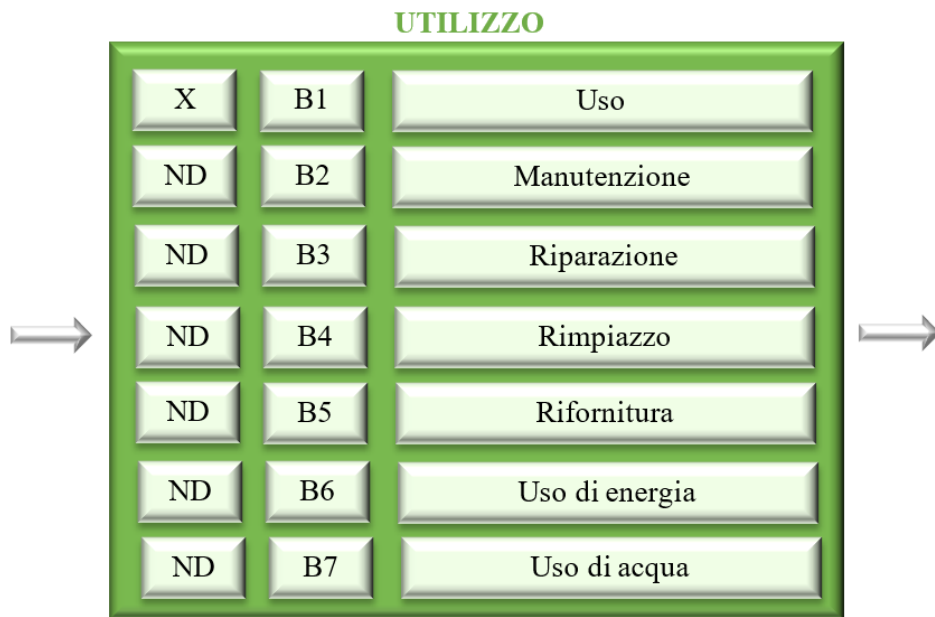 UTILIZZO
X B1 Uso
ND B2 Manutenzione
ND B3 Riparazione
ND B4 Rimpiazzo
ND B5 Rifornitura
ND B6 Uso di energia
ND B7 Uso di acqua